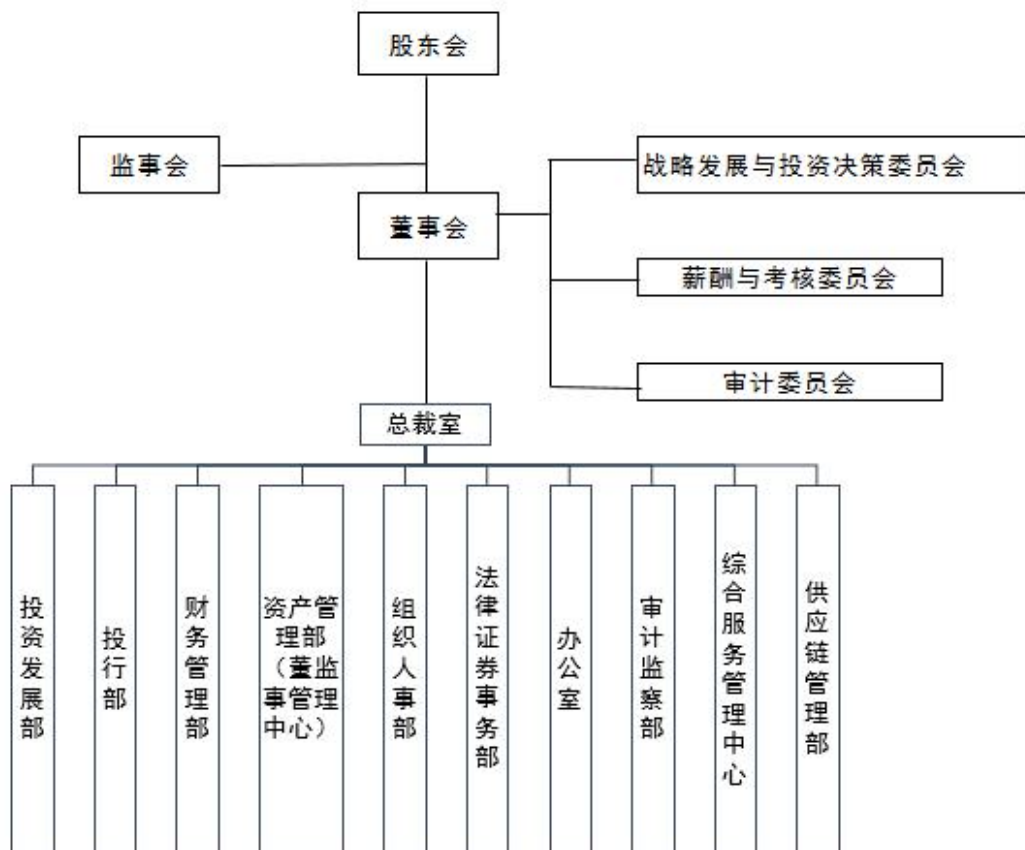 股东会
监事会
战略发展与投资决策委员会
董事会
薪酬与考核委员会
审计委员会
总裁室
投资发展部
投行部
财务管理部
资产管
理部
（董监
事管理
中心）
组织人事部
法律证券事务部
办公室
审计监察部
综合服务管理中心
供应链管理部